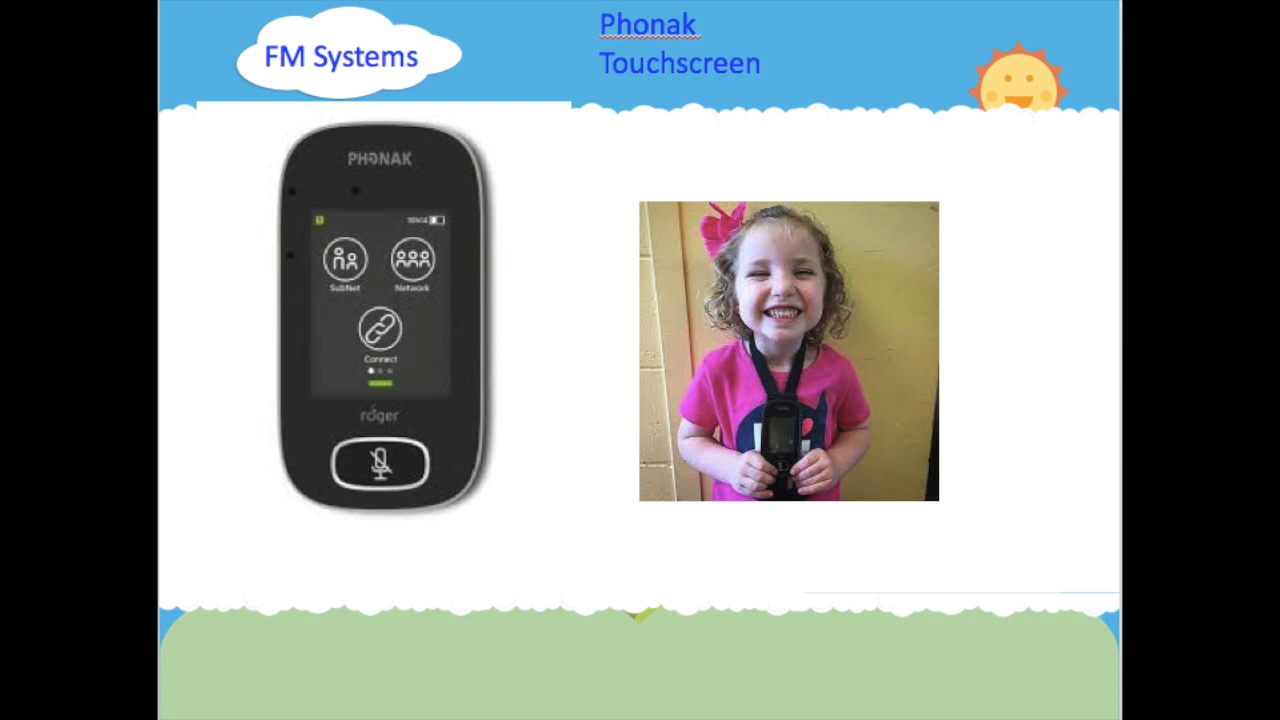 FM Systems
Phonak
Touchscreen
PHONAK
SubNet
Network
Connect
roger